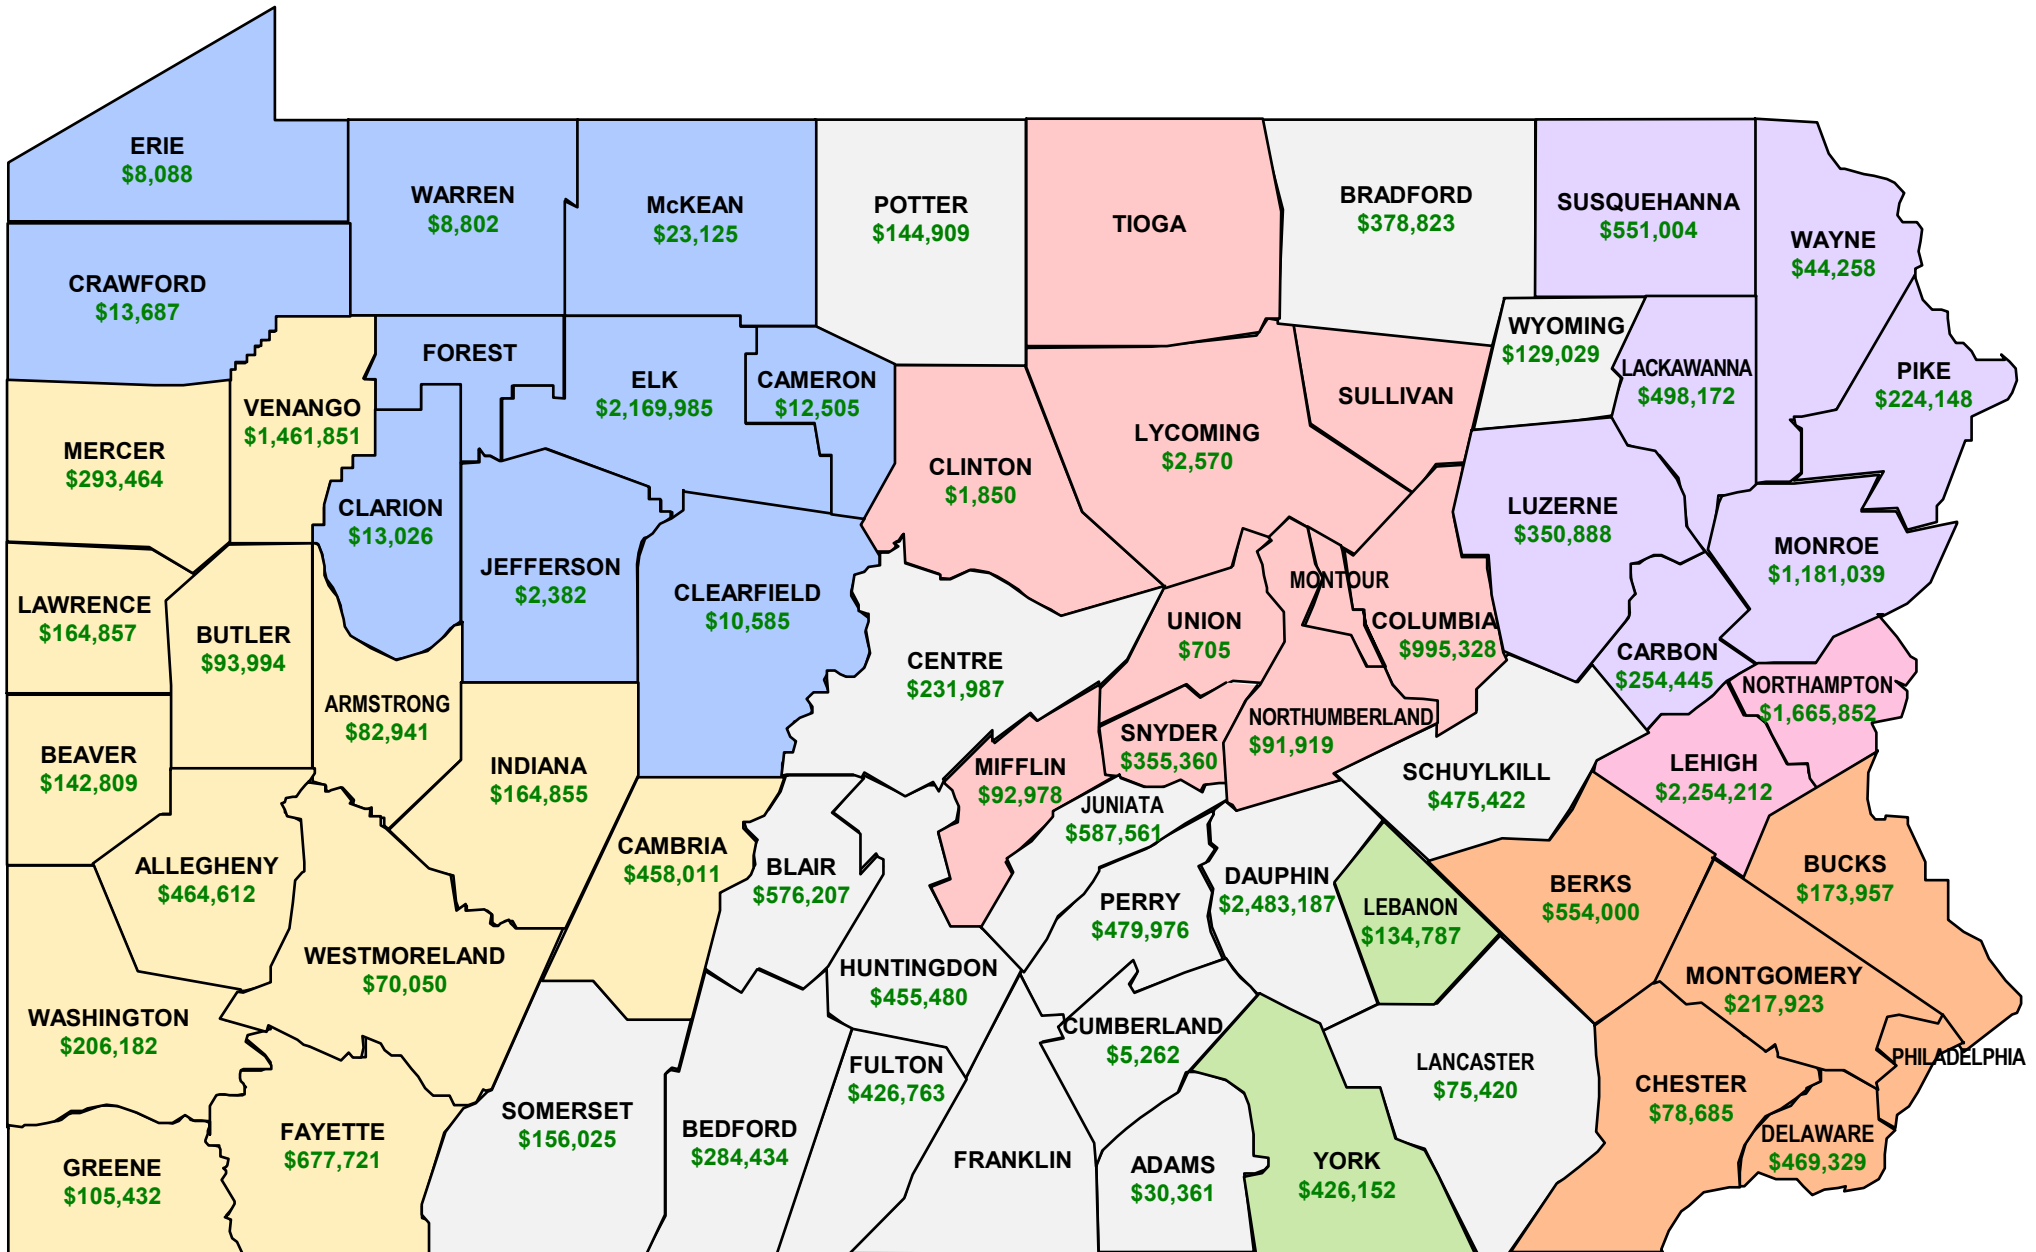 ERIE
$8,088
WARREN
$8,802
McKEAN
$23,125
POTTER
$144,909
TIOGA
BRADFORD
$378,823
SUSQUEHANNA
$551,004
WAYNE
$44,258
CRAWFORD
$13,687
VENANGO
$1,461,851
FOREST
ELK
$2,169,985
CAMERON
$12,505
WYOMING
$129,029
LACKAWANNA
$498,172
PIKE
$224,148
MERCER
$293,464
CLARION
$13,026
JEFFERSON
$2,382
CLEARFIELD
$10,585
CLINTON
$1,850
LYCOMING
$2,570
SULLIVAN
LUZERNE
$350,888
MONROE
$1,181,039
LAWRENCE
$164,857
BUTLER
$93,994
ARMSTRONG
$82,941
CENTRE
$231,987
UNION
$705
MONTOUR
COLUMBIA
$995,328
CARBON
$254,445
NORTHAMPTON
$1,665,852
BEAVER
$142,809
INDIANA
$164,855
MIFFLIN
$92,978
SNYDER
$355,360
NORTHUMBERLAND
$91,919
SCHUYLKILL
$475,422
LEHIGH
$2,254,212
ALLEGHENY
$464,612
CAMBRIA
$458,011
BLAIR
$576,207
JUNIATA
$587,561
PERRY
$479,976
DAUPHIN
$2,483,187
LEBANON
$134,787
BERKS
$554,000
BUCKS
$173,957
WASHINGTON
$206,182
WESTMORELAND
$70,050
HUNTINGDON
$455,480
CUMBERLAND
$5,262
LANCASTER
$75,420
MONTGOMERY
$217,923
PHILADELPHIA
GREENE
$105,432
FAYETTE
$677,721
SOMERSET
$156,025
BEDFORD
$284,434
FULTON
$426,763
FRANKLIN
ADAMS
$30,361
YORK
$426,152
CHESTER
$78,685
DELAWARE
$469,329